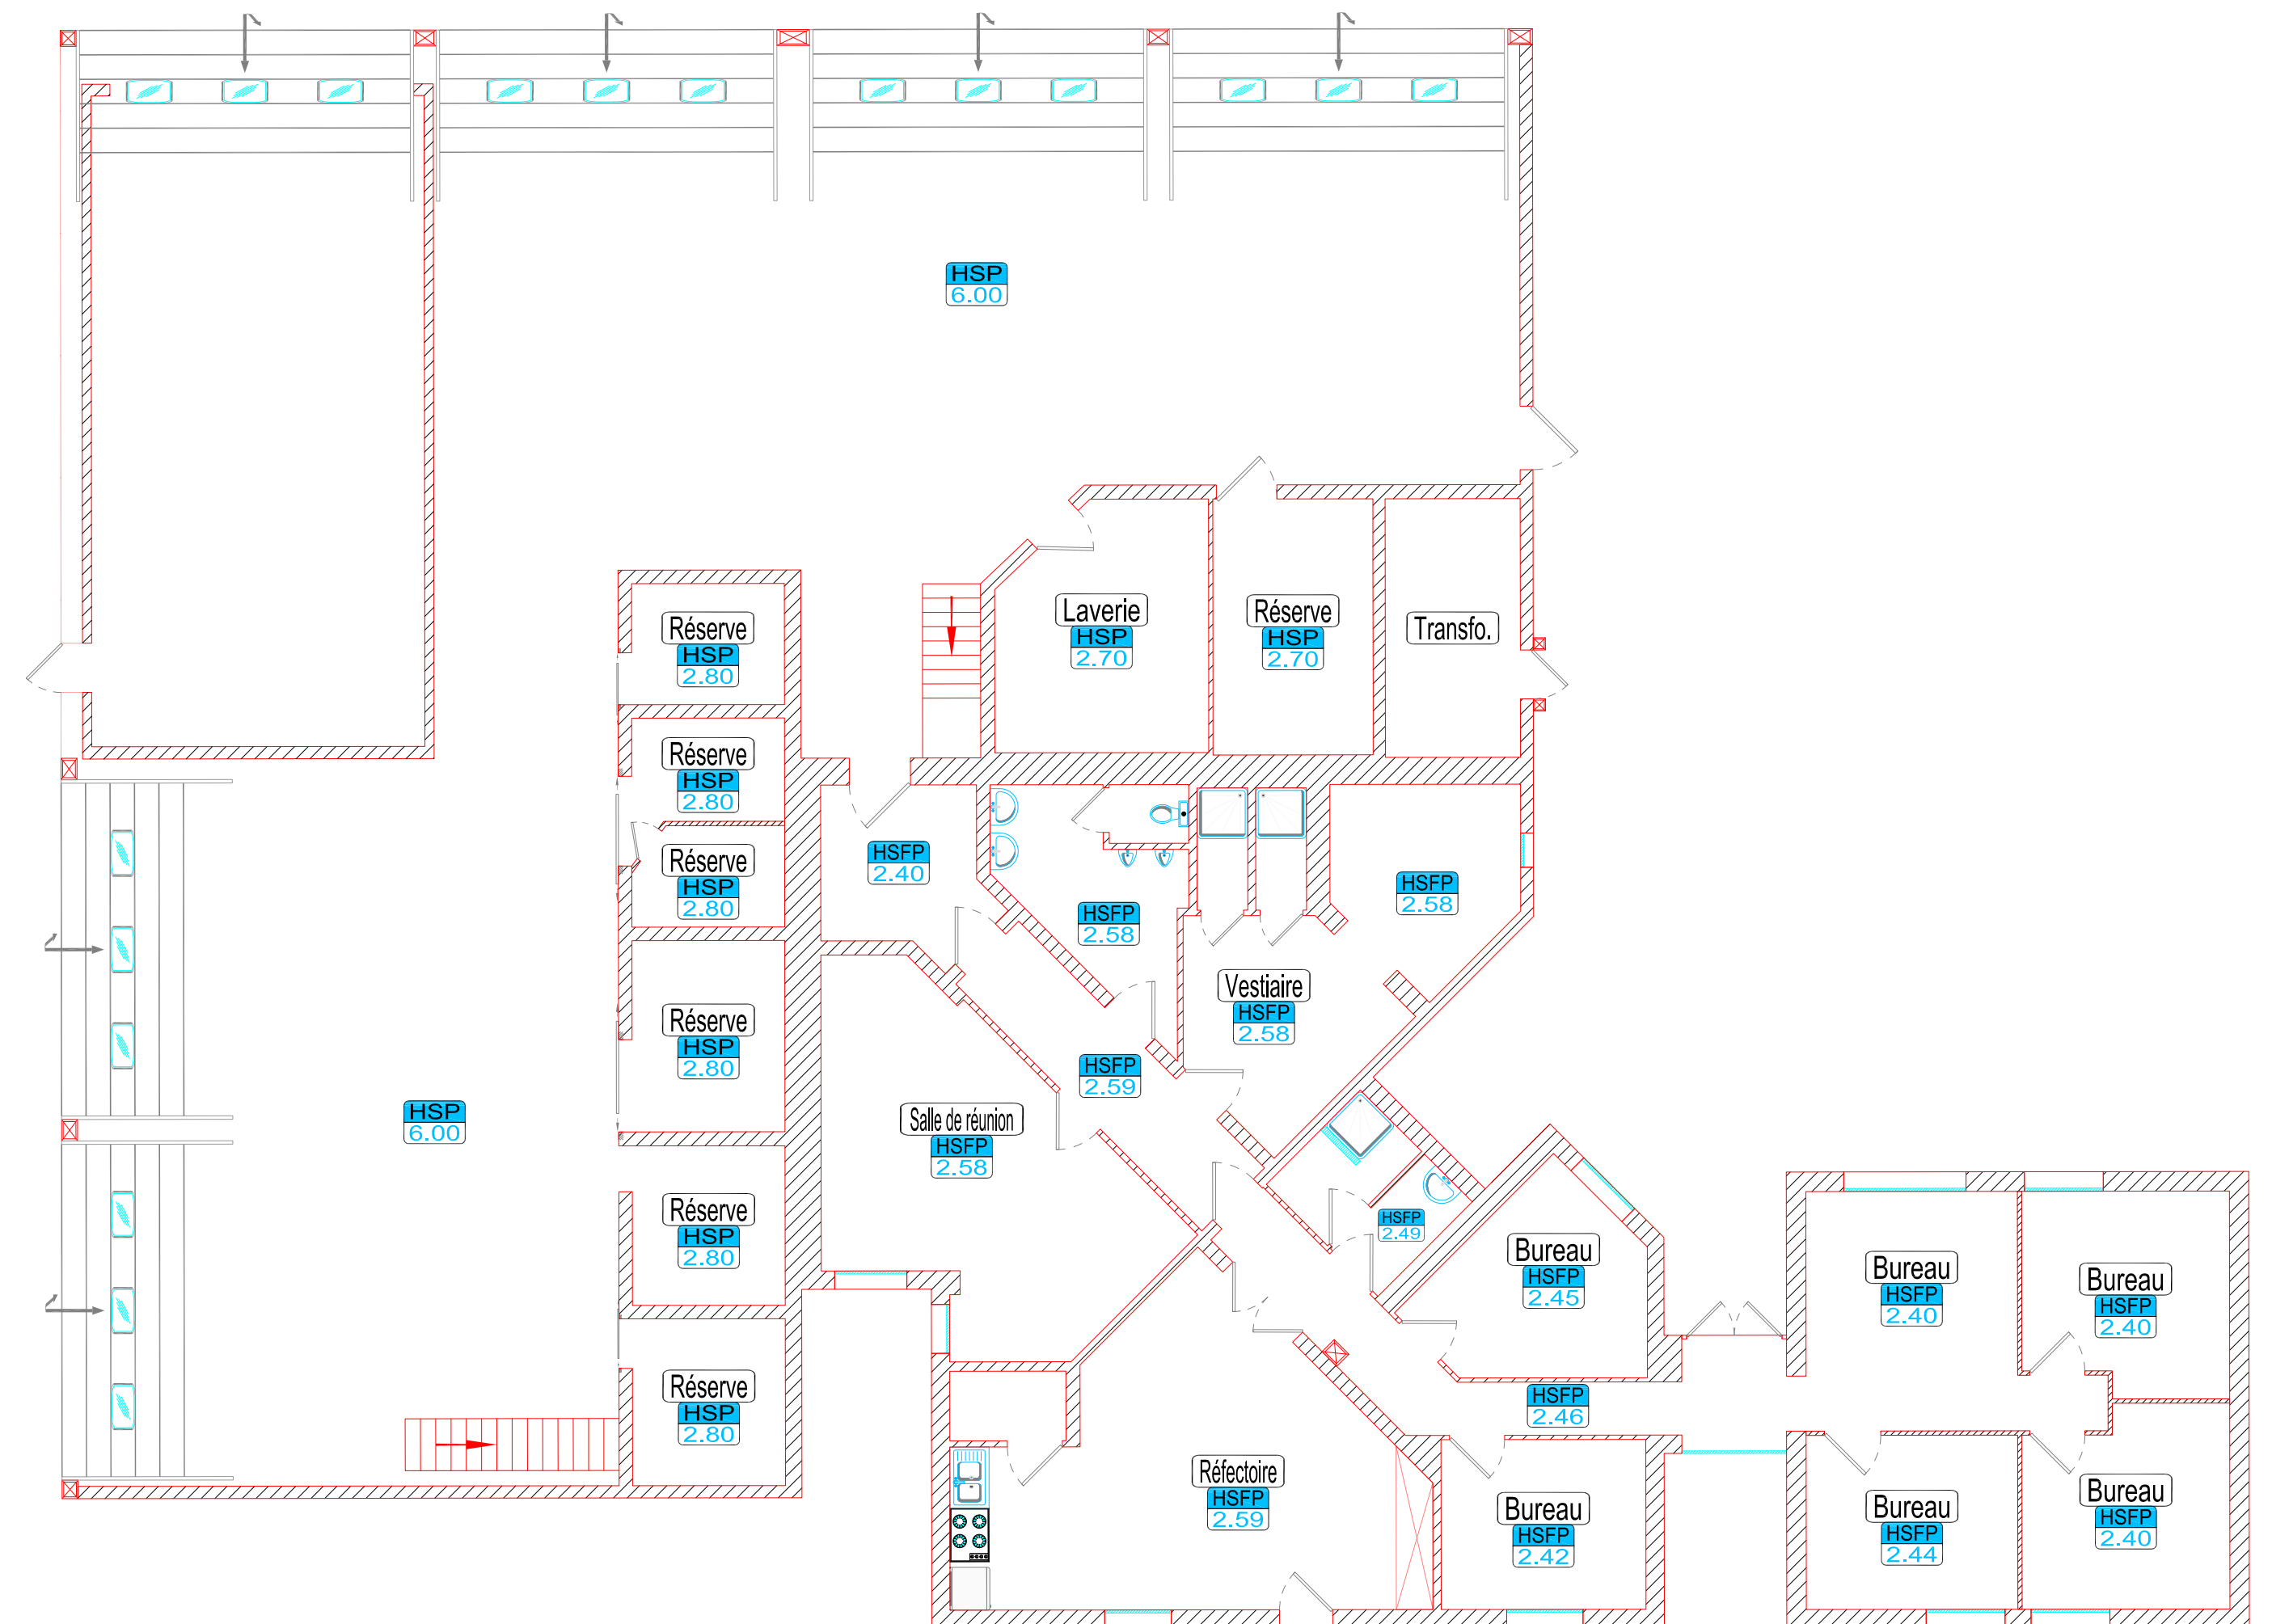 HSP
6.00
Laverie
HSP
2.70
Réserve
HSP
2.70
Transfo.
Réserve
HSP
2.80
Réserve
HSP
2.80
Réserve
HSP
2.80
HSFP
2.40
HSFP
2.58
HSFP
2.58
Vestiaire
HSFP
2.58
Réserve
HSP
2.80
HSFP
2.59
HSP
6.00
Salle de réunion
HSFP
2.58
Réserve
HSP
2.80
HSFP
2.49
Bureau
HSFP
2.45
Bureau
HSFP
2.40
Bureau
HSFP
2.40
Réserve
HSP
2.80
HSFP
2.46
Réfectoire
HSFP
2.59
Bureau
HSFP
2.42
Bureau
HSFP
2.44
Bureau
HSFP
2.40